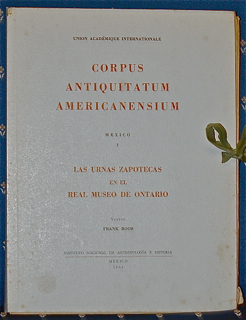 UNION ACADÉMIQUE INTERNATIONALE
CORPUS
ANTIQUITATUM
AMERICANENSIUM
MEXICO
I
LAS URNAS ZAPOTECAS
EN EL
REAL MUSEO DE ONTARIO
FRANK BOOS
INSTITUTO NACIONAL DE ANTROPOLOGÍA E HISTORIA
MEXICO